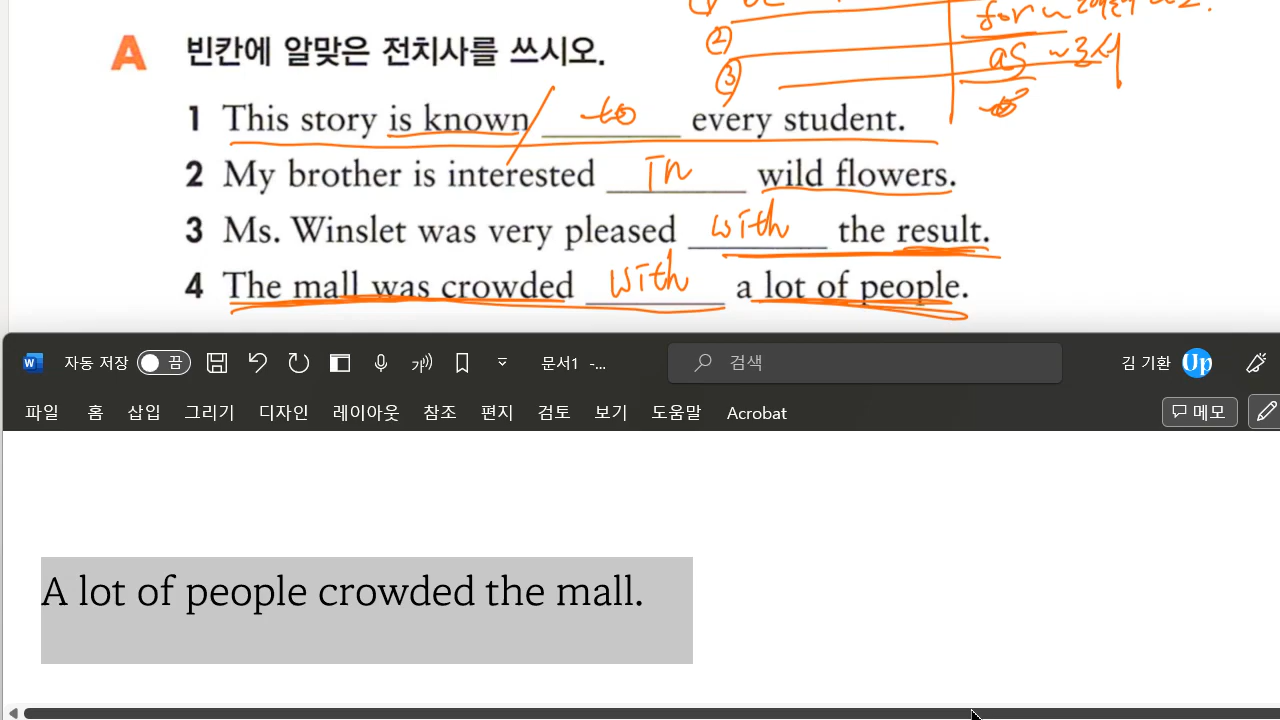 for
②
as ~로서
③
to
A 빈칸에 알맞은 전치사를 쓰시오.
1 This story is known to every student.
2 My brother is interested in wild flowers.
3 Ms. Winslet was very pleased with the result.
4 The mall was crowded with a lot of people.
자동 저장 끔 가)) 문서1 -... 검색 김 기환 Up
파일 홈 삽입 그리기 디자인 레이아웃 참조 편지 검토 보기 도움말 Acrobat 메모
A lot of people crowded the mall.